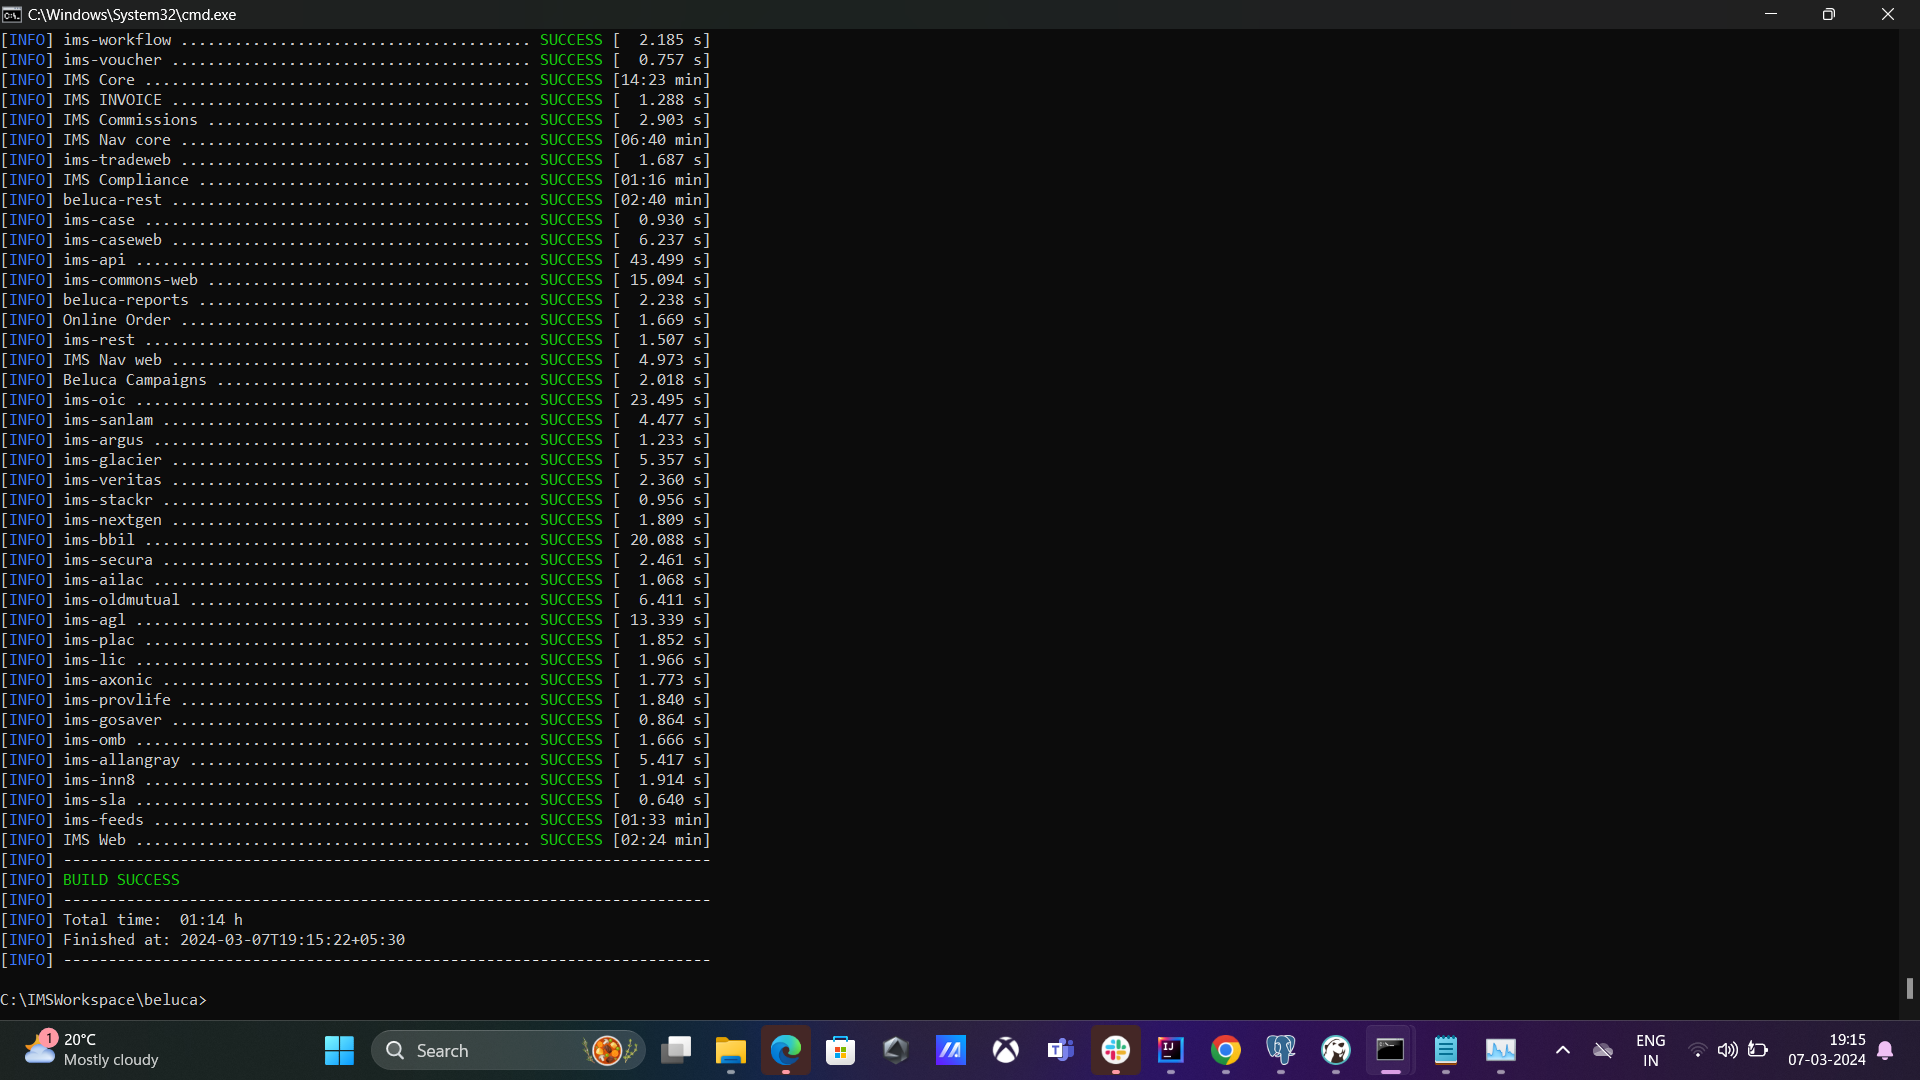 C:\Windows\System32\cmd.exe
[INFO] ims-workflow ....................................... SUCCESS [  2.185 s]
[INFO] ims-voucher ........................................ SUCCESS [  0.757 s]
[INFO] IMS Core ........................................... SUCCESS [14:23 min]
[INFO] IMS INVOICE ........................................ SUCCESS [  1.288 s]
[INFO] IMS Commissions .................................... SUCCESS [  2.903 s]
[INFO] IMS Nav core ....................................... SUCCESS [06:40 min]
[INFO] ims-tradeweb ....................................... SUCCESS [  1.687 s]
[INFO] IMS Compliance ..................................... SUCCESS [01:16 min]
[INFO] beluca-rest ........................................ SUCCESS [02:40 min]
[INFO] ims-case ........................................... SUCCESS [  0.930 s]
[INFO] ims-caseweb ........................................ SUCCESS [  6.237 s]
[INFO] ims-api ............................................ SUCCESS [ 43.499 s]
[INFO] ims-commons-web .................................... SUCCESS [ 15.094 s]
[INFO] beluca-reports ..................................... SUCCESS [  2.238 s]
[INFO] Online Order ....................................... SUCCESS [  1.669 s]
[INFO] ims-rest ........................................... SUCCESS [  1.507 s]
[INFO] IMS Nav web ........................................ SUCCESS [  4.973 s]
[INFO] Beluca Campaigns ................................... SUCCESS [  2.018 s]
[INFO] ims-oic ............................................ SUCCESS [ 23.495 s]
[INFO] ims-sanlam ......................................... SUCCESS [  4.477 s]
[INFO] ims-argus .......................................... SUCCESS [  1.233 s]
[INFO] ims-glacier ........................................ SUCCESS [  5.357 s]
[INFO] ims-veritas ........................................ SUCCESS [  2.360 s]
[INFO] ims-stackr ......................................... SUCCESS [  0.956 s]
[INFO] ims-nextgen ........................................ SUCCESS [  1.809 s]
[INFO] ims-bbil ........................................... SUCCESS [ 20.088 s]
[INFO] ims-secura ......................................... SUCCESS [  2.461 s]
[INFO] ims-ailac .......................................... SUCCESS [  1.068 s]
[INFO] ims-oldmutual ...................................... SUCCESS [  6.411 s]
[INFO] ims-agl ............................................ SUCCESS [ 13.339 s]
[INFO] ims-plac ........................................... SUCCESS [  1.852 s]
[INFO] ims-lic ............................................ SUCCESS [  1.966 s]
[INFO] ims-axonic ......................................... SUCCESS [  1.773 s]
[INFO] ims-provlife ....................................... SUCCESS [  1.840 s]
[INFO] ims-gosaver ........................................ SUCCESS [  0.864 s]
[INFO] ims-omb ............................................ SUCCESS [  1.666 s]
[INFO] ims-allangray ...................................... SUCCESS [  5.417 s]
[INFO] ims-inn8 ........................................... SUCCESS [  1.914 s]
[INFO] ims-sla ............................................ SUCCESS [  0.640 s]
[INFO] ims-feeds .......................................... SUCCESS [01:33 min]
[INFO] IMS Web ............................................ SUCCESS [02:24 min]
[INFO] ------------------------------------------------------------------------
[INFO] BUILD SUCCESS
[INFO] ------------------------------------------------------------------------
[INFO] Total time:  01:14 h
[INFO] Finished at: 2024-03-07T19:15:22+05:30
[INFO] ------------------------------------------------------------------------
C:\IMSWorkspace\beluca>
1
20°C
Mostly cloudy
Search
ENG
IN
19:15
07-03-2024